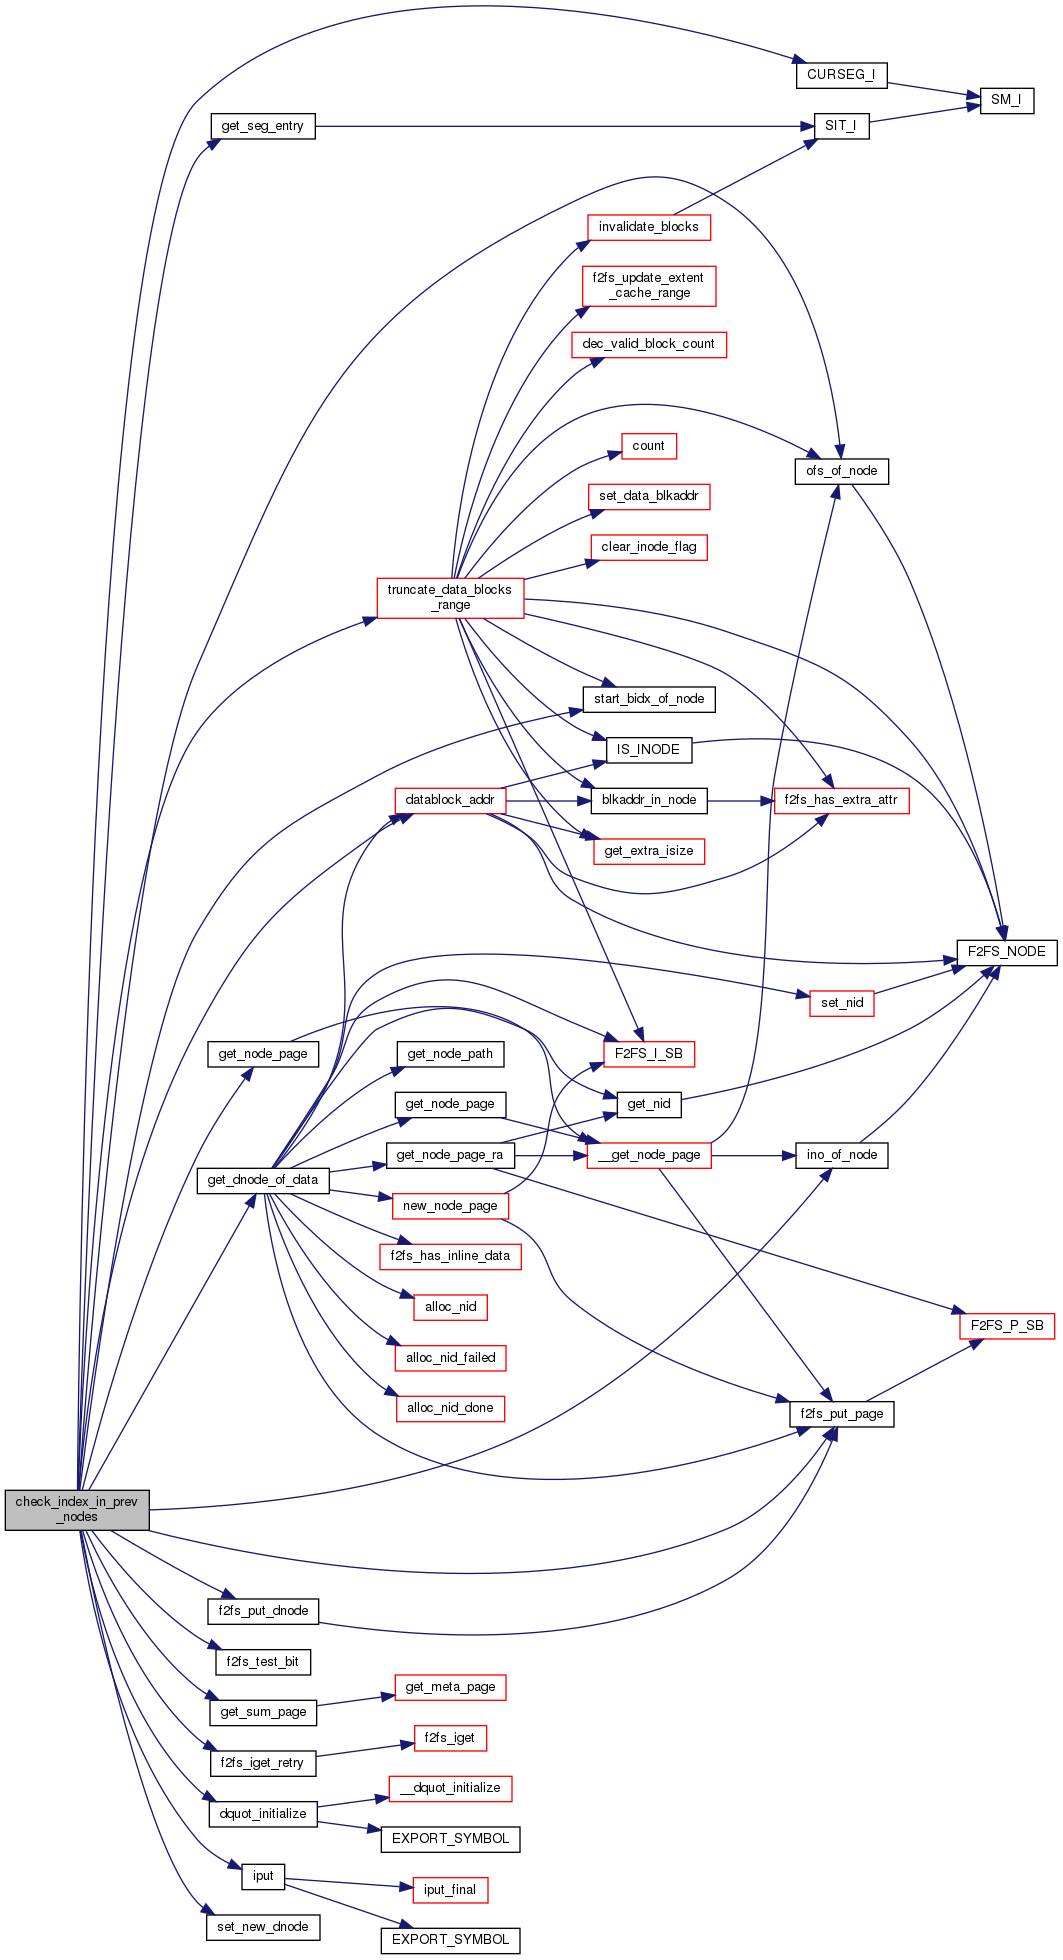 CURSEG_I
SM_I
get_seg_entry
SIT_I
invalidate_blocks
f2fs_update_extent
_cache_range
dec_valid_block_count
count
ofs_of_node
set_data_blkaddr
clear_inode_flag
truncate_data_blocks
_range
start_bidx_of_node
IS_INODE
datablock_addr
blkaddr_in_node
f2fs_has_extra_attr
get_extra_isize
F2FS_NODE
set_nid
get_node_page
get_node_path
F2FS_I_SB
get_node_page
get_nid
get_node_page_ra
__get_node_page
ino_of_node
get_dnode_of_data
new_node_page
f2fs_has_inline_data
alloc_nid
F2FS_P_SB
alloc_nid_failed
alloc_nid_done
f2fs_put_page
check_index_in_prev
_nodes
f2fs_put_dnode
f2fs_test_bit
get_meta_page
get_sum_page
f2fs_iget
f2fs_iget_retry
__dquot_initialize
dquot_initialize
EXPORT_SYMBOL
iput
iput_final
set_new_dnode
EXPORT_SYMBOL